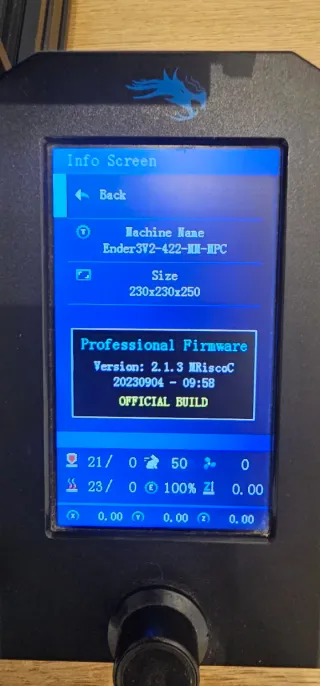 Info Screen
Back
Machine Name
Ender3V2-422-MM-MPC
Size
230x230x250
Professional Firmware
Version: 2.1.3 MRiscoC
20230904 - 09:58
OFFICIAL BUILD
21/ 0 50 0
23/ 0 E 100% Z 0.00
X 0.00 Y 0.00 Z 0.00